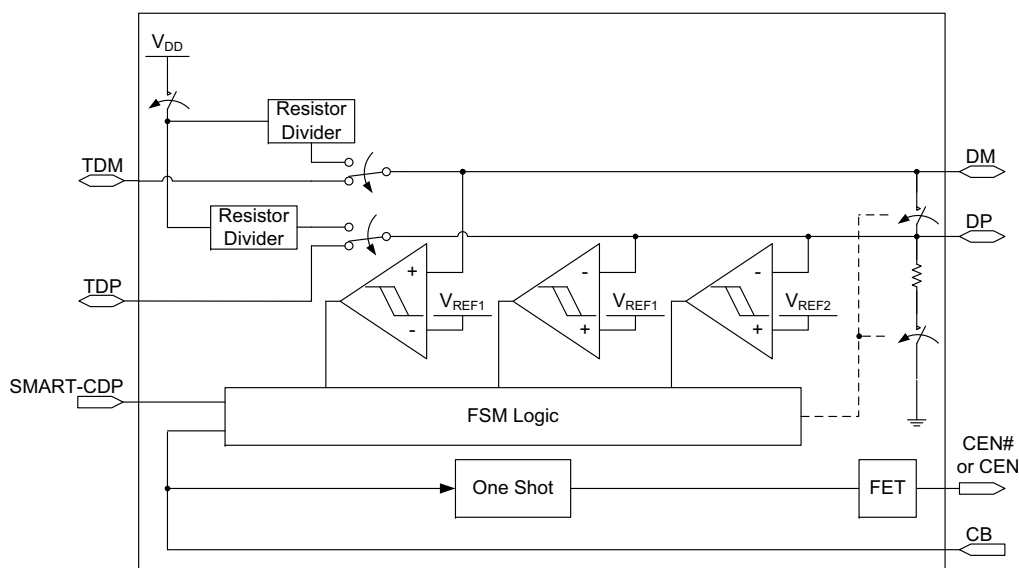 VDD
Resistor
Divider
TDM
DM
Resistor
Divider
DP
TDP
+
-
VREF1
-
+
VREF1
-
+
VREF2
SMART-CDP
FSM Logic
CEN#
or CEN
One Shot
FET
CB